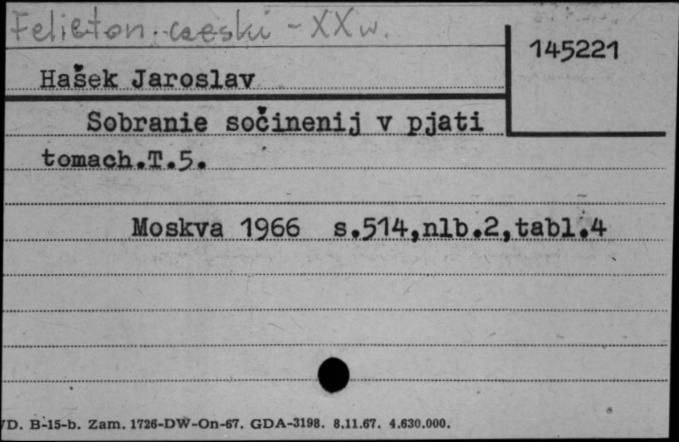 Felieton czeski - XX w.
145221
Hašek Jaroslav
Sobranie sočinenij v pjati
tomach.T.5.
Moskva 1966 s.514,nlb.2,tabl.4
/D. B-15-b. Zam. 1726-DW-On-67. GDA-3198. 8.11.67. 4.630.000.